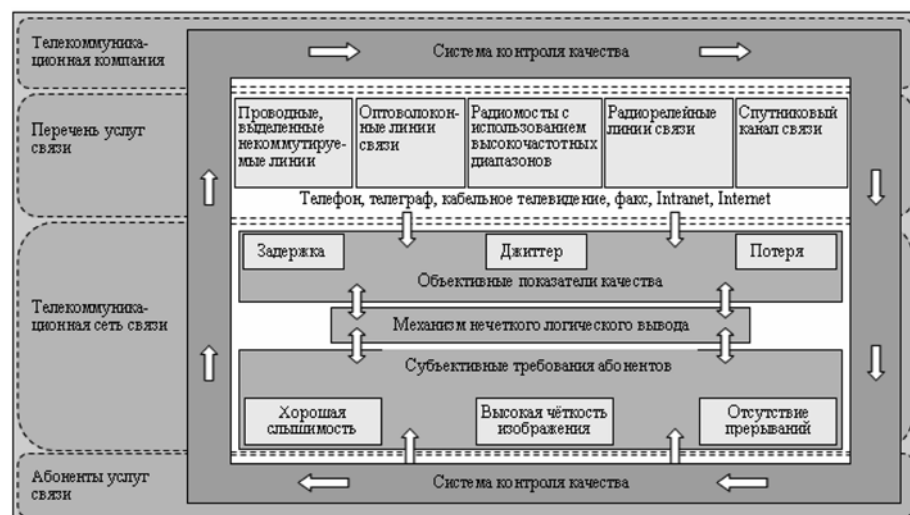 Телекоммуника-
ционная компания
Система контроля качества
Перечень услуг
связи
Проводные,
выделенные
некоммутируе-
мые линии
Оптоволокон-
ные линии
связи
Радиомосты с
использованием
высокочастотных
диапазонов
Радиорелейные
линии связи
Спутниковый
канал связи
Телефон, телеграф, кабельное телевидение, факс, Intranet, Internet
Телекоммуника-
ционная сеть связи
Задержка
Джиттер
Потеря
Объективные показатели качества
Механизм нечеткого логического вывода
Субъективные требования абонентов
Хорошая
слышимость
Высокая чёткость
изображения
Отсутствие
прерываний
Абоненты услуг
связи
Система контроля качества